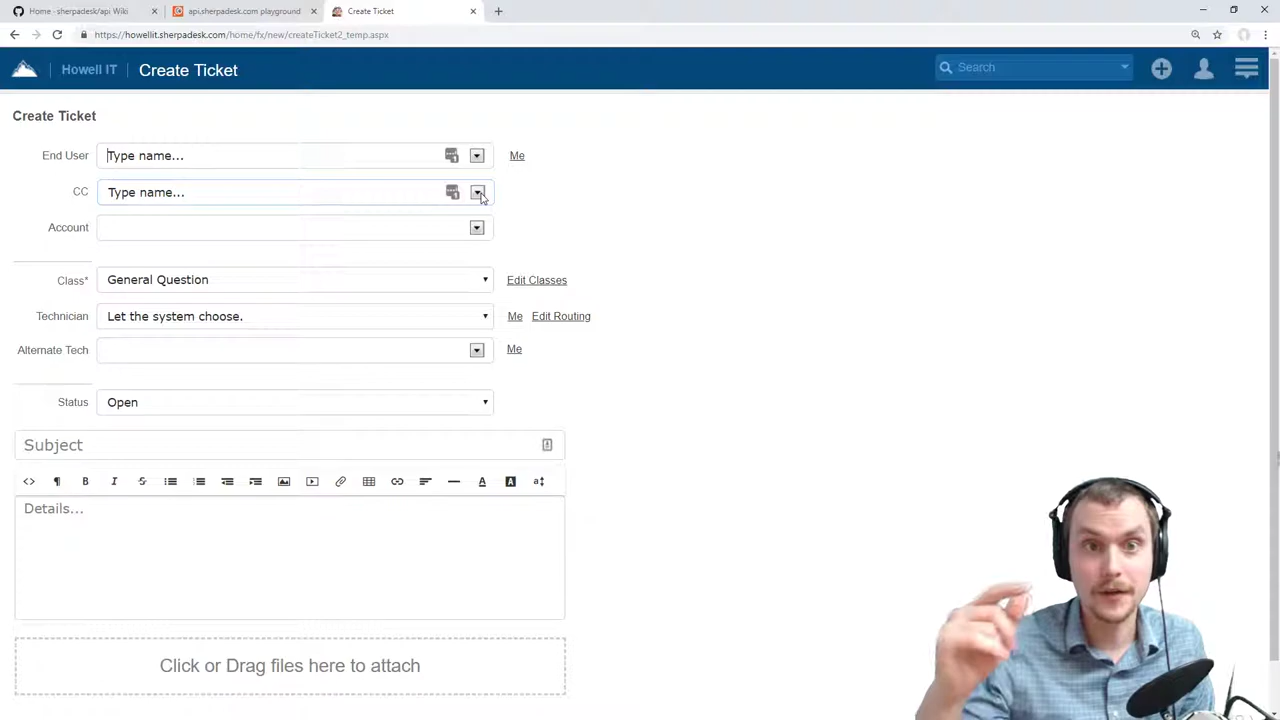 Home - sherpadesk/api Wiki
api.sherpadesk.com playground
Create Ticket
https://howellit.sherpadesk.com/home/fx/new/createTicket2_temp.aspx
Howell IT
Create Ticket
Search
Create Ticket
End User
Type name...
Me
CC
Type name...
Account
Class*
General Question
Edit Classes
Technician
Let the system choose.
Me
Edit Routing
Alternate Tech
Me
Status
Open
Subject
Details...
Click or Drag files here to attach